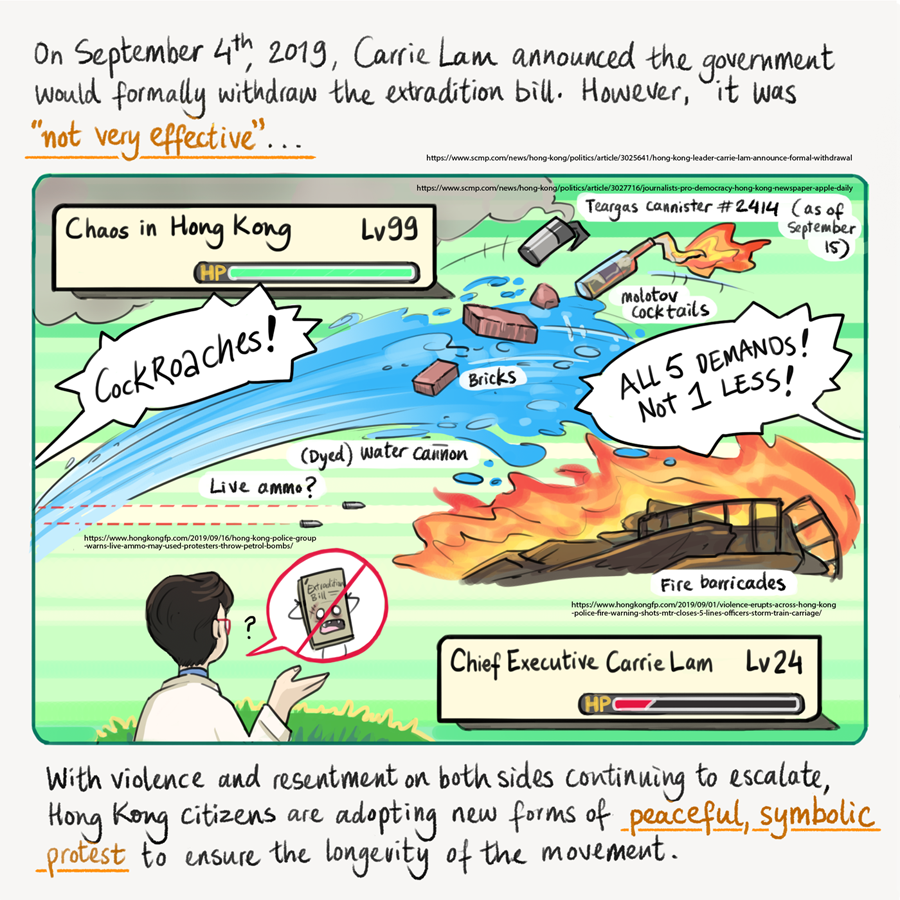 On September 4th, 2019, Carrie Lam announced the government
would formally withdraw the extradition bill. However, it was
"not very effective"...
https://www.scmp.com/news/hong-kong/politics/article/3025641/hong-kong-leader-carrie-lam-announce-formal-withdrawal
https://www.scmp.com/news/hong-kong/politics/article/3027716/journalists-pro-democracy-hong-kong-newspaper-apple-daily
Teargas cannister #2414 (as of
September
15)
Chaos in Hong Kong Lv99
HP
molotov
cocktails
CockRoaches!
ALL 5 DEMANDS!
Not 1 LESS!
Bricks
(Dyed) Water Cannon
Live ammo?
https://www.hongkongfp.com/2019/09/16/hong-kong-police-group
-warns-live-ammo-may-used-protesters-throw-petrol-bombs/
Fire barricades
https://www.hongkongfp.com/2019/09/01/violence-erupts-across-hong-kong
-police-fire-warning-shots-mtr-closes-5-lines-officers-storm-train-carriage/
Extradition
Bill
?
Chief Executive Carrie Lam Lv24
HP
With violence and resentment on both sides continuing to escalate,
Hong Kong citizens are adopting new forms of peaceful, symbolic
protest to ensure the longevity of the movement.